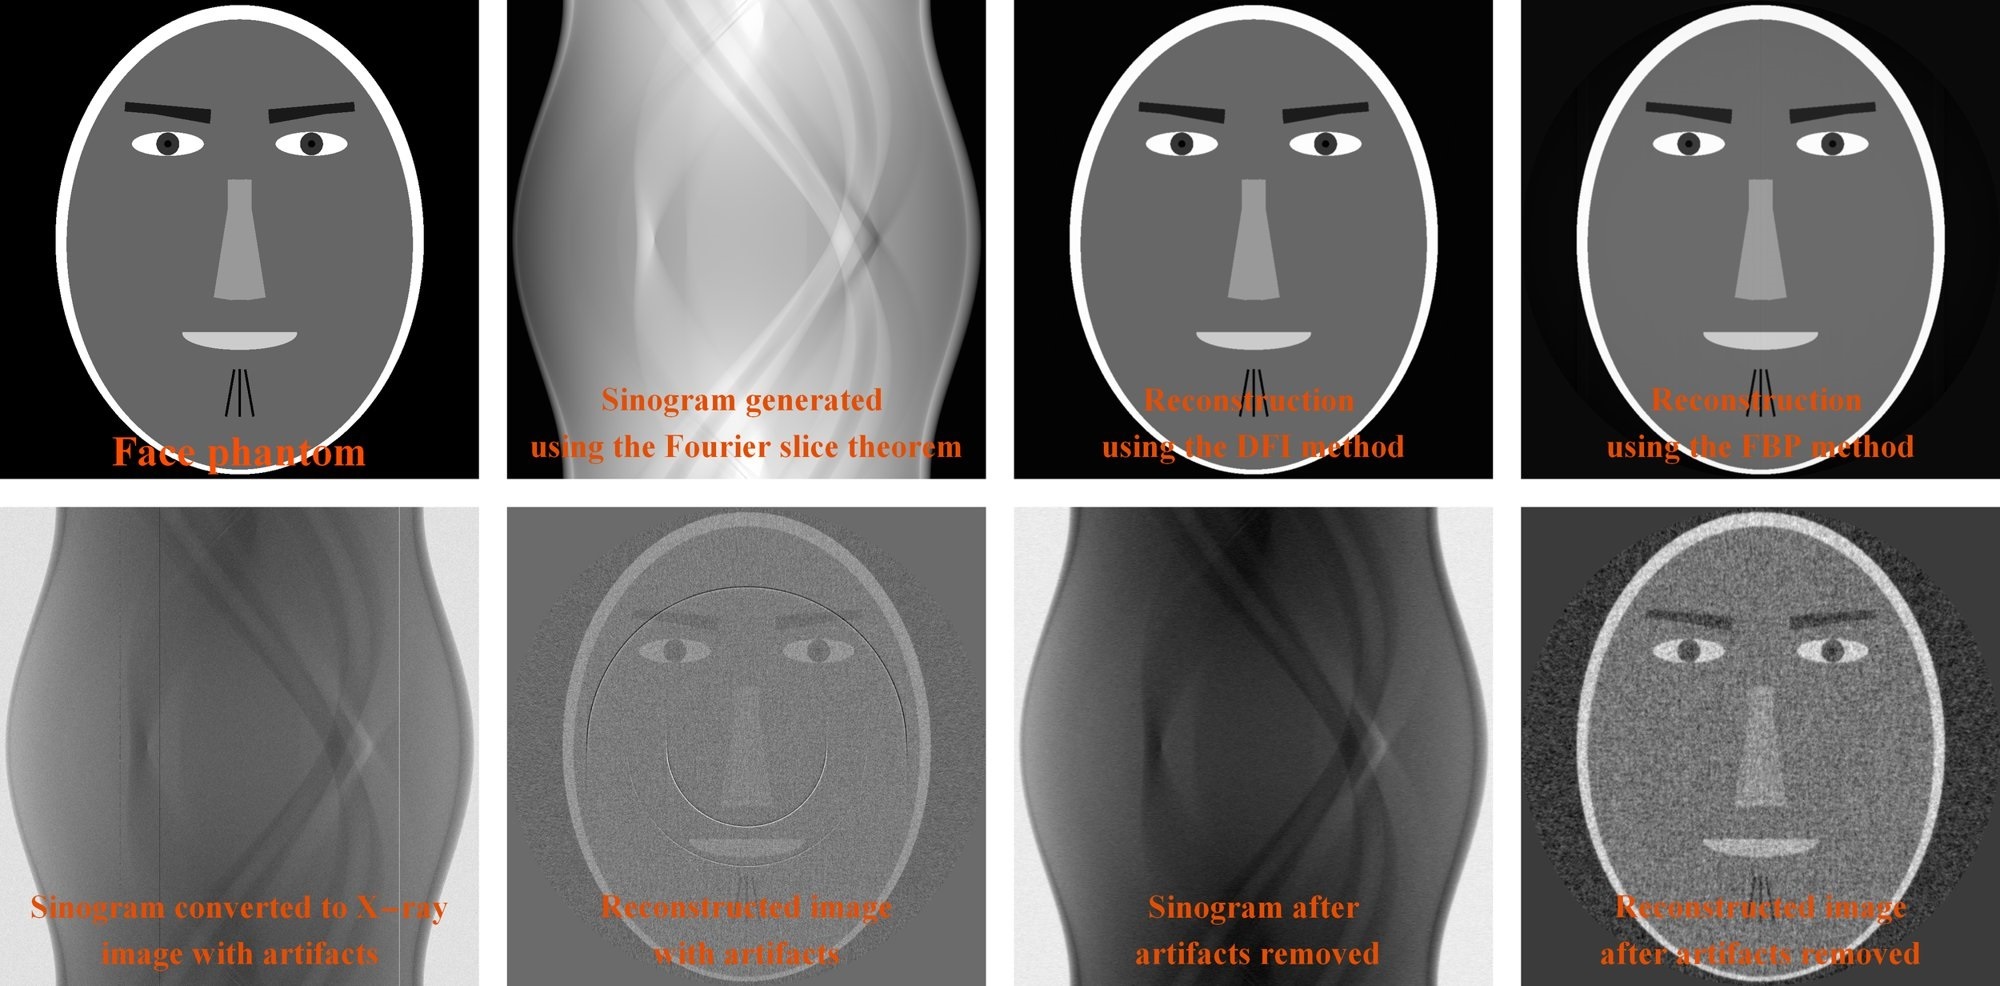 Face phantom
Sinogram generated
using the Fourier slice theorem
Reconstruction
using the DFI method
Reconstruction
using the FBP method
Sinogram converted to X-ray
image with artifacts
Reconstructed image
with artifacts
Sinogram after
artifacts removed
Reconstructed image
after artifacts removed